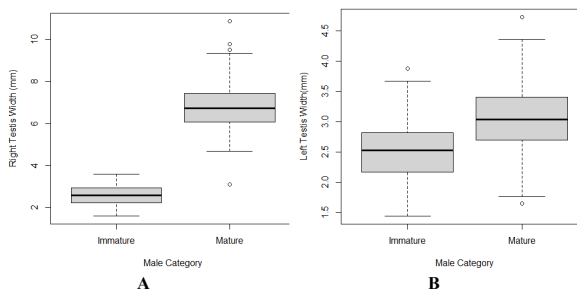 Right Testis Width (mm)
10
8
6
4
2
Immature
Mature
Male Category
A
Left Testis Width(mm)
4.5
4.0
3.5
3.0
2.5
2.0
1.5
Immature
Mature
Male Category
B